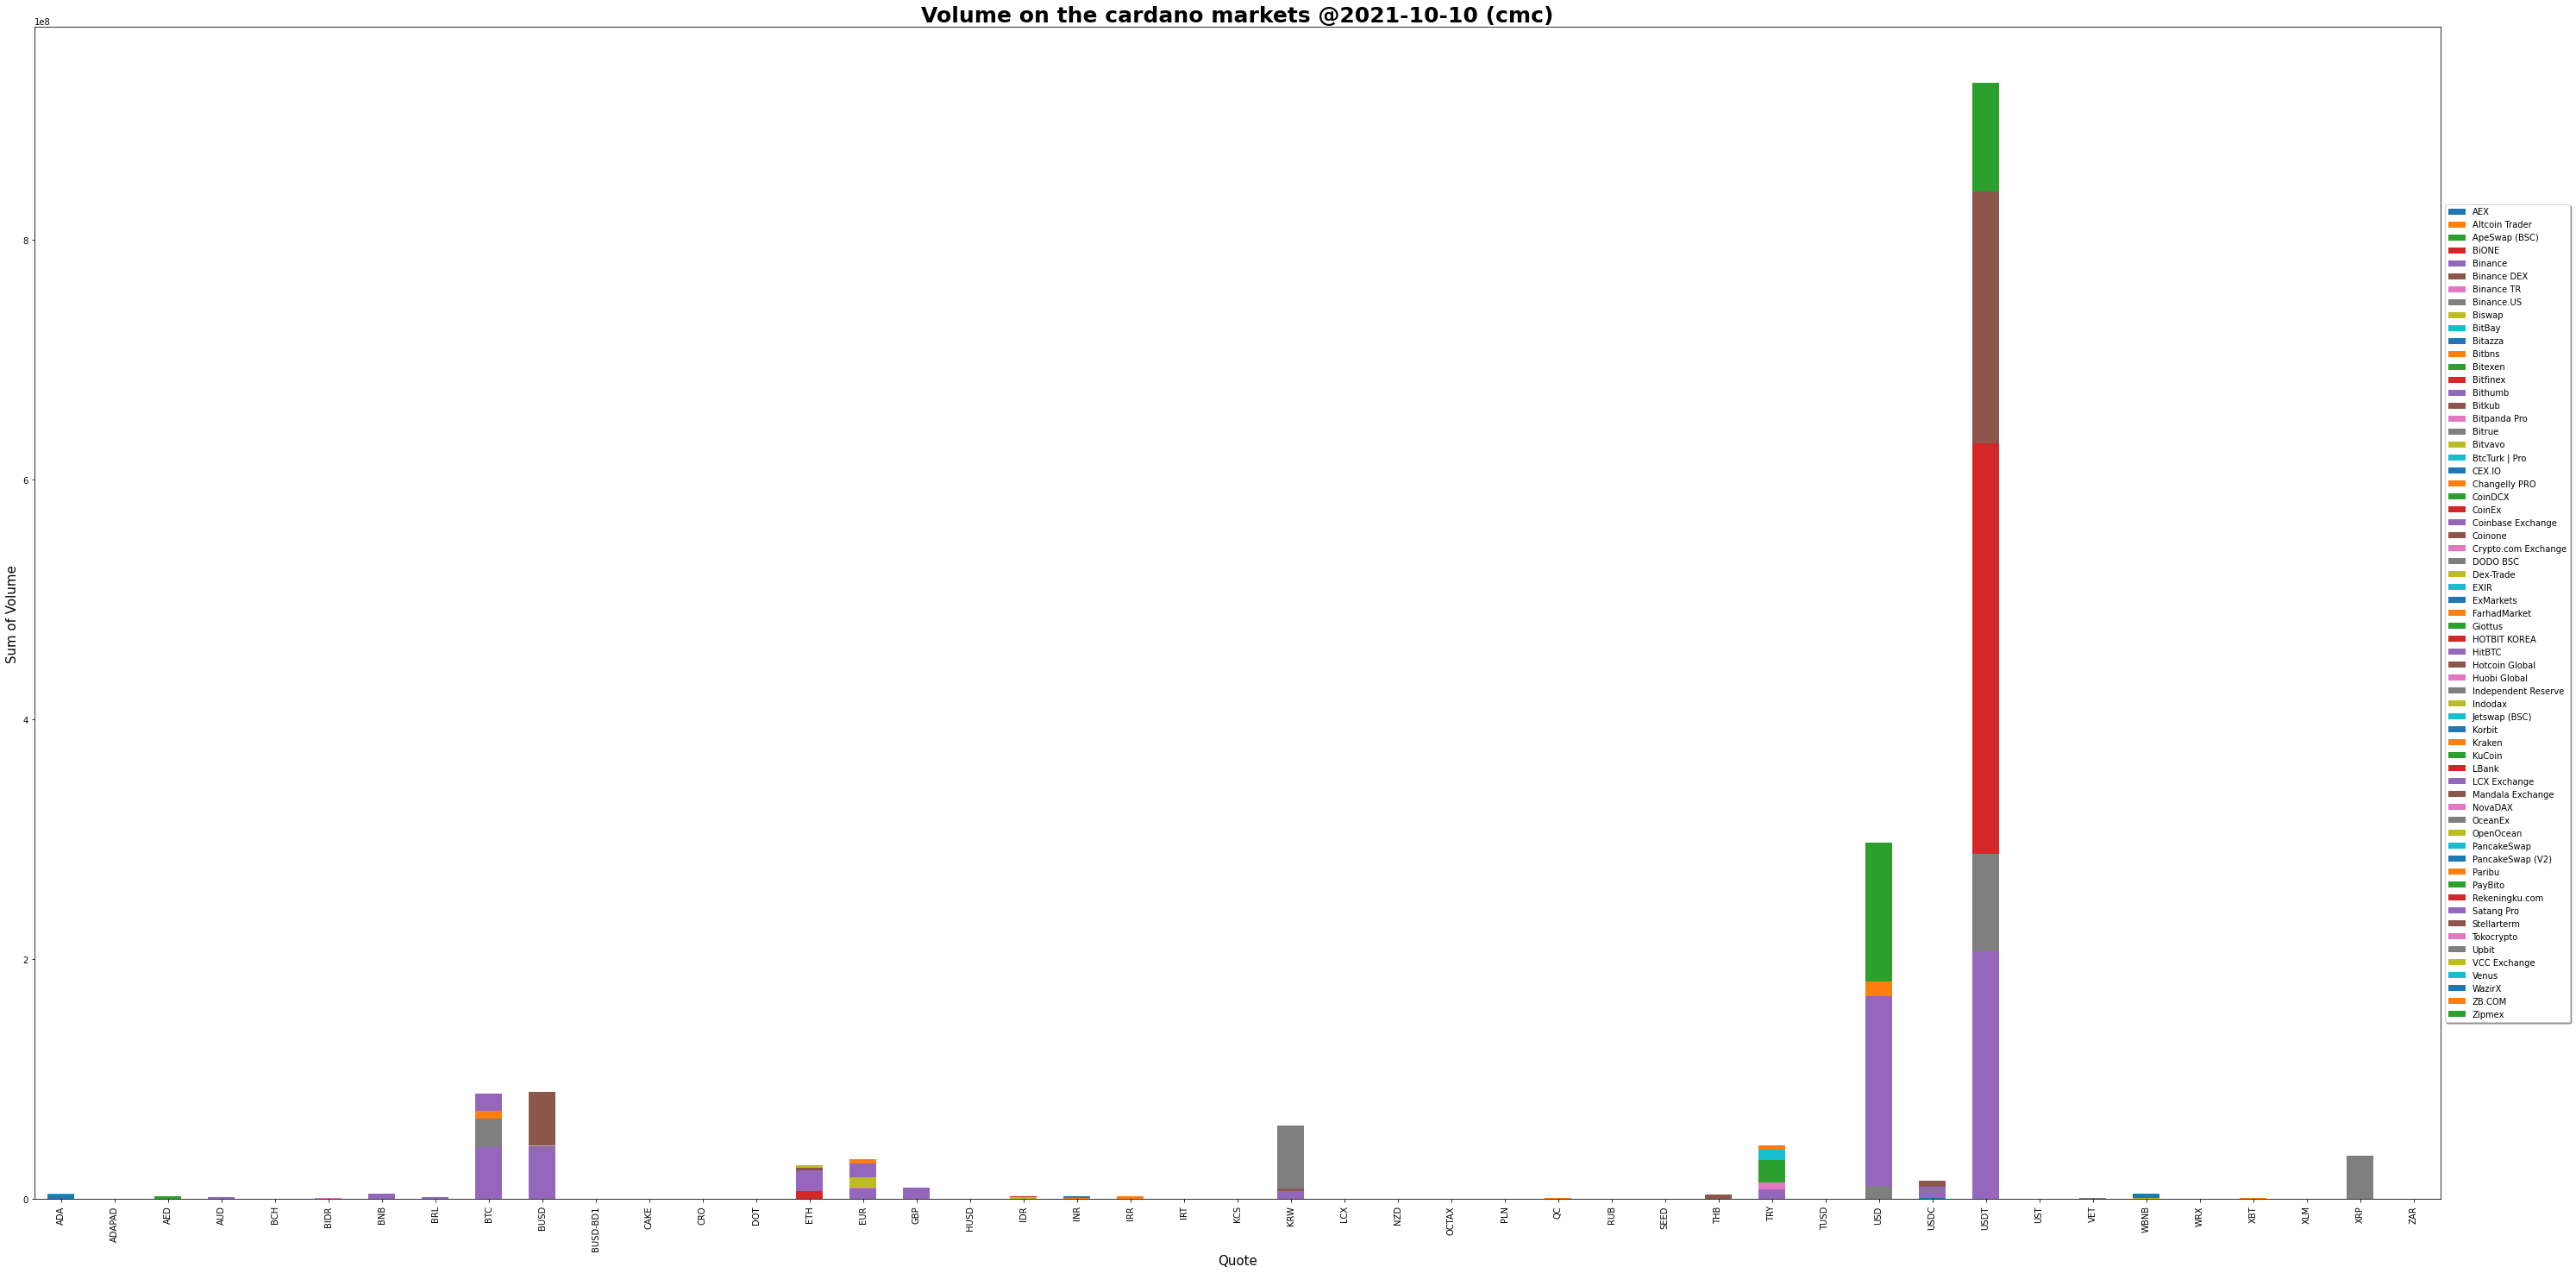 Volume on the cardano markets @2021-10-10 (cmc)
1e8
8
6
4
2
0
Sum of Volume
ADA
ADAPAD
AED
AUD
BCH
BIDR
BNB
BRL
BTC
BUSD
BUSD-BD1
CAKE
CRO
DOT
ETH
EUR
GBP
HUSD
IDR
INR
IRR
IRT
KCS
KRW
LCX
NZD
OCTAX
PLN
QC
RUB
SEED
THB
TRY
TUSD
USD
USDC
USDT
UST
VET
WBNB
WRX
XBT
XLM
XRP
ZAR
Quote
AEX
Altcoin Trader
ApeSwap (BSC)
BiONE
Binance
Binance DEX
Binance TR
Binance.US
Biswap
BitBay
Bitazza
Bitbns
Bitexen
Bitfinex
Bithumb
Bitkub
Bitpanda Pro
Bitrue
Bitvavo
BtcTurk | Pro
CEX.IO
Changelly PRO
CoinDCX
CoinEx
Coinbase Exchange
Coinone
Crypto.com Exchange
DODO BSC
Dex-Trade
EXIR
ExMarkets
FarhadMarket
Giottus
HOTBIT KOREA
HitBTC
Hotcoin Global
Huobi Global
Independent Reserve
Indodax
Jetswap (BSC)
Korbit
Kraken
KuCoin
LBank
LCX Exchange
Mandala Exchange
NovaDAX
OceanEx
OpenOcean
PancakeSwap
PancakeSwap (V2)
Paribu
PayBito
Rekeningku.com
Satang Pro
Stellarterm
Tokocrypto
Upbit
VCC Exchange
Venus
WazirX
ZB.COM
Zipmex